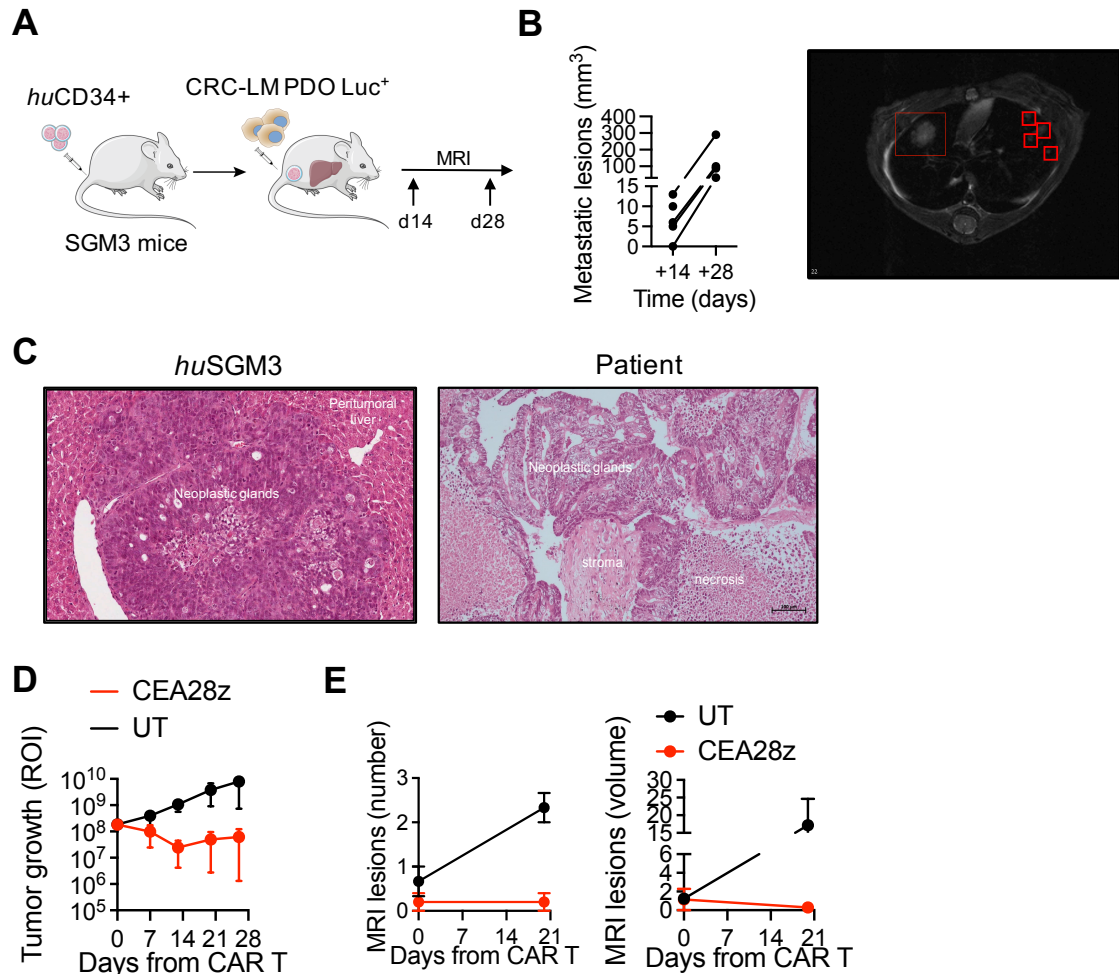 A
huCD34+
SGM3 mice
CRC-LM PDO Luc+
MRI
d14
d28
B
Metastatic lesions (mm3)
400
300
200
100
15
10
5
0
+14
+28
Time (days)
22
C
huSGM3
Peritumoral
liver
Neoplastic glands
Patient
Neoplastic glands
stroma
necrosis
D
CEA28z
UT
Tumor growth (ROI)
10^10
10^9
10^8
10^7
10^6
10^5
0 7 14 21 28
Days from CAR T
E
MRI lesions (number)
3
2
1
0
0 7 14 21
Days from CAR T
UT
CEA28z
MRI lesions (volume)
30
25
20
15
6
4
2
0
0 7 14 21
Days from CAR T